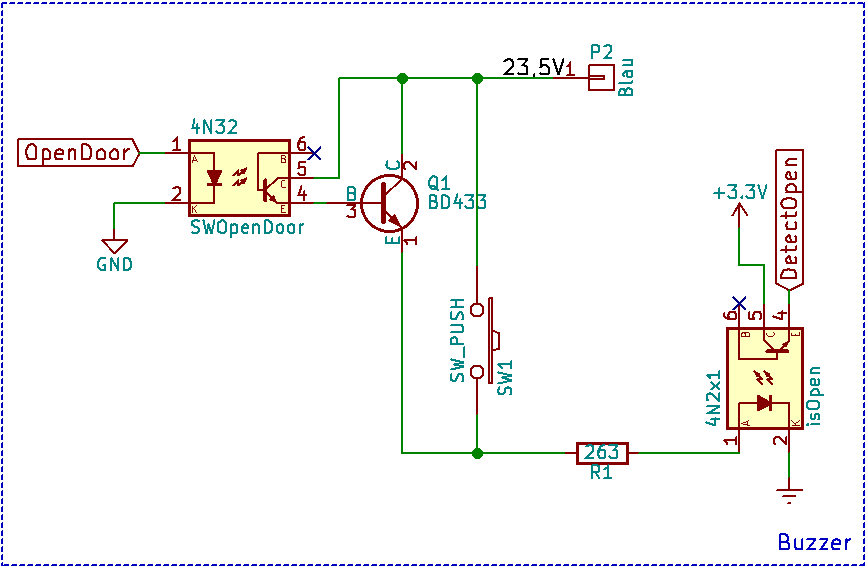 P2
23,5V
1
Blau
4N32
OpenDoor
1
6
A
B
5
C
2
4
K
E
SWOpenDoor
GND
C
2
B
3
Q1
BD433
E
1
SW_PUSH
SW1
+3.3V
DetectOpen
6
5
4
B
C
E
4N2x1
isOpen
A
K
1
2
263
R1
Buzzer